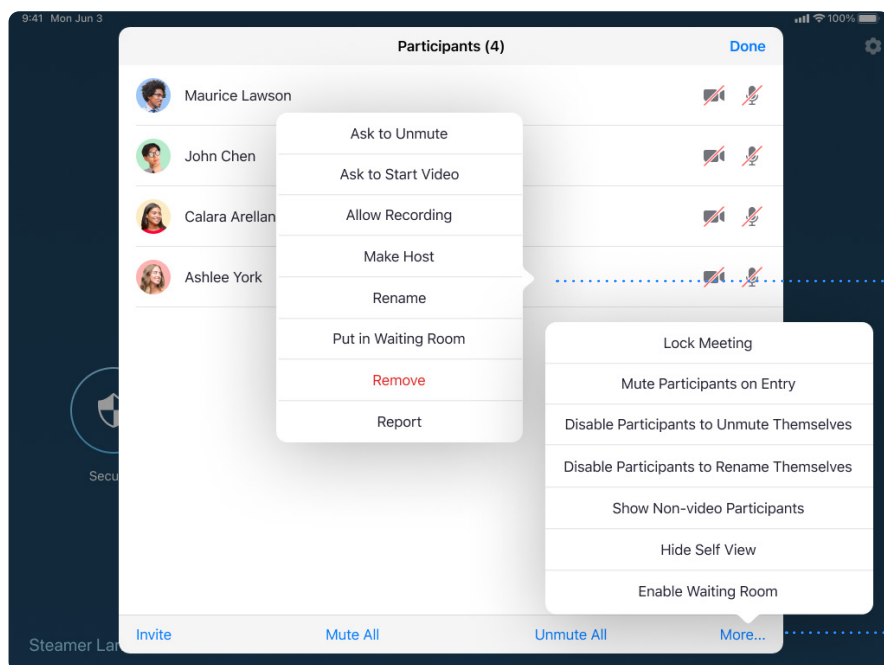 9:41 Mon Jun 3
100%
Participants (4)
Done
Maurice Lawson
John Chen
Calara Arellan
Ashlee York
Ask to Unmute
Ask to Start Video
Allow Recording
Make Host
Rename
Put in Waiting Room
Remove
Report
Lock Meeting
Mute Participants on Entry
Disable Participants to Unmute Themselves
Disable Participants to Rename Themselves
Show Non-video Participants
Hide Self View
Enable Waiting Room
Secu
Invite
Mute All
Unmute All
More...
Steamer Lan